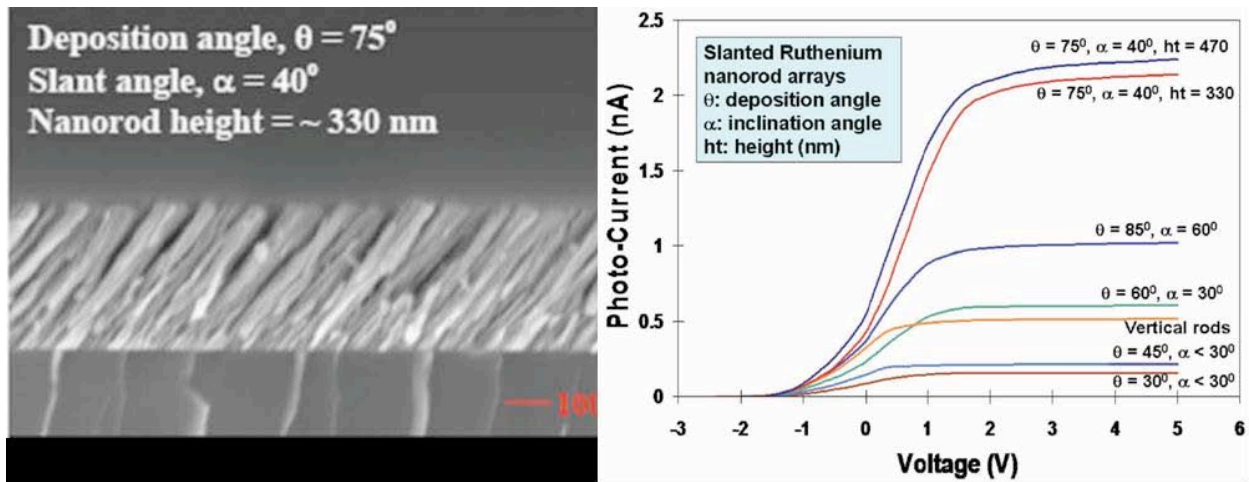 Deposition angle, θ = 75⁰
Slant angle, α = 40⁰
Nanorod height = ~ 330 nm
100
Photo-Current (nA)
2.5
2
1.5
1
0.5
0
Slanted Ruthenium
nanorod arrays
θ: deposition angle
α: inclination angle
ht: height (nm)
θ = 75⁰, α = 40⁰, ht = 470
θ = 75⁰, α = 40⁰, ht = 330
θ = 85⁰, α = 60⁰
θ = 60⁰, α = 30⁰
Vertical rods
θ = 45⁰, α < 30⁰
θ = 30⁰, α < 30⁰
-3 -2 -1 0 1 2 3 4 5 6
Voltage (V)